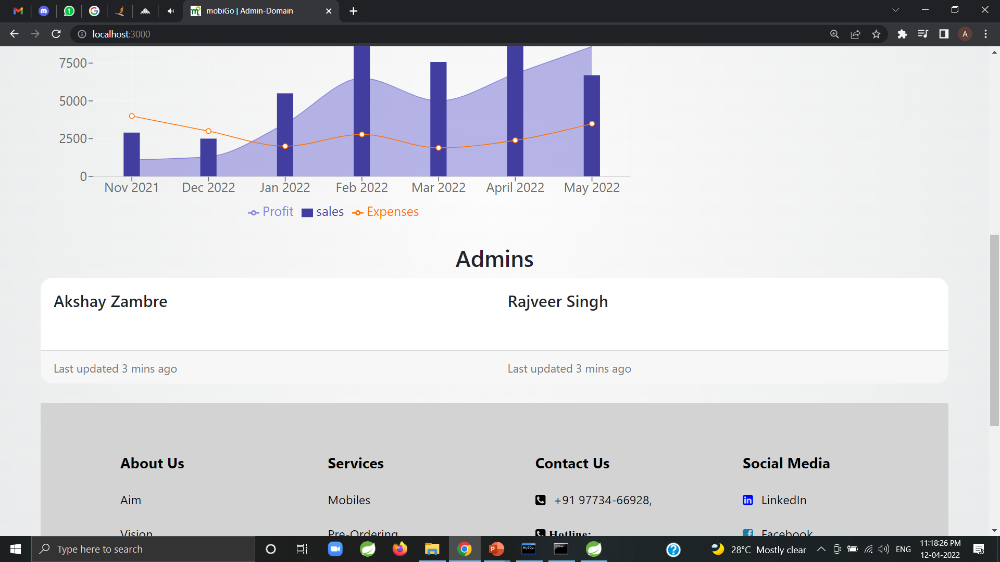 mobiGo | Admin-Domain
localhost:3000
7500
5000
2500
0
Nov 2021 Dec 2022 Jan 2022 Feb 2022 Mar 2022 April 2022 May 2022
Profit sales Expenses
Admins
Akshay Zambre Rajveer Singh
Last updated 3 mins ago Last updated 3 mins ago
About Us Services Contact Us Social Media
Aim Mobiles +91 97734-66928, LinkedIn
Vision Pre-Ordering Hotline: Facebook
Type here to search
28°C Mostly clear
ENG
11:18:26 PM
12-04-2022